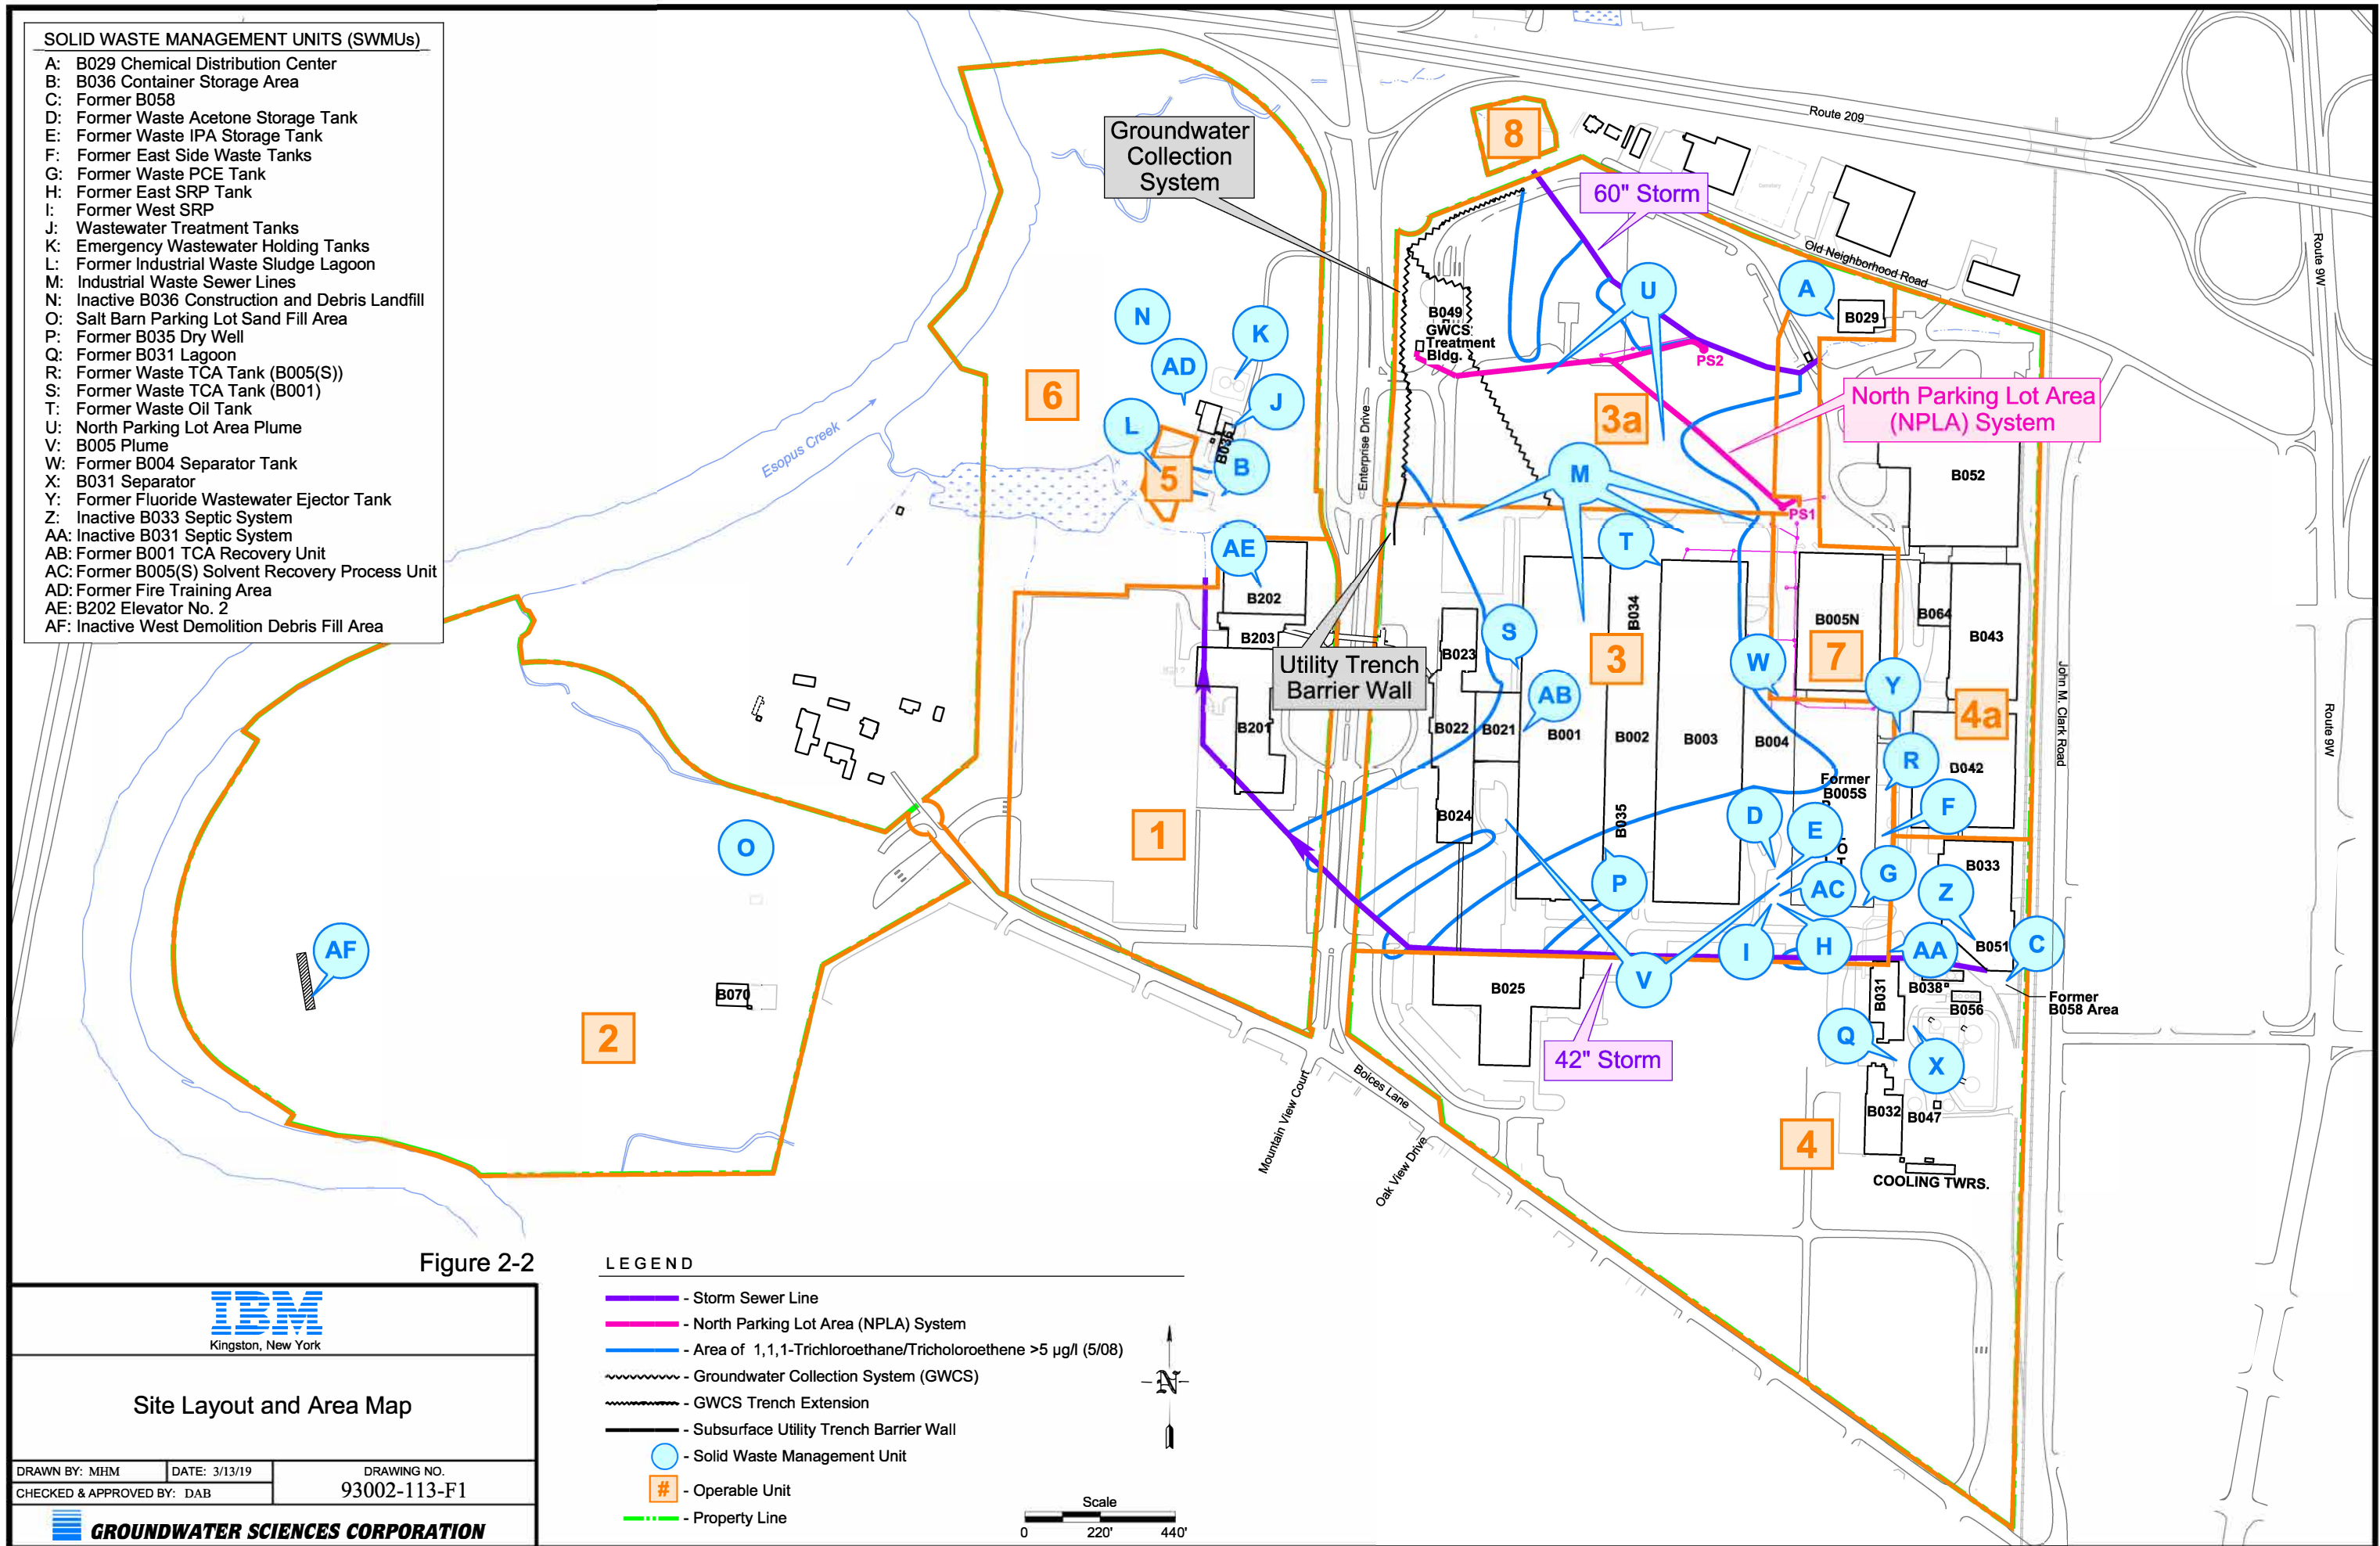 SOLID WASTE MANAGEMENT UNITS (SWMUs)
A: B029 Chemical Distribution Center
B: B036 Container Storage Area
C: Former B058
D: Former Waste Acetone Storage Tank
E: Former Waste IPA Storage Tank
F: Former East Side Waste Tanks
G: Former Waste PCE Tank
H: Former East SRP Tank
I: Former West SRP
J: Wastewater Treatment Tanks
K: Emergency Wastewater Holding Tanks
L: Former Industrial Waste Sludge Lagoon
M: Industrial Waste Sewer Lines
N: Inactive B036 Construction and Debris Landfill
O: Salt Barn Parking Lot Sand Fill Area
P: Former B035 Dry Well
Q: Former B031 Lagoon
R: Former Waste TCA Tank (B005(S))
S: Former Waste TCA Tank (B001)
T: Former Waste Oil Tank
U: North Parking Lot Area Plume
V: B005 Plume
W: Former B004 Separator Tank
X: B031 Separator
Y: Former Fluoride Wastewater Ejector Tank
Z: Inactive B033 Septic System
AA: Inactive B031 Septic System
AB: Former B001 TCA Recovery Unit
AC: Former B005(S) Solvent Recovery Process Unit
AD: Former Fire Training Area
AE: B202 Elevator No. 2
AF: Inactive West Demolition Debris Fill Area
Groundwater
Collection
System
8
Route 209
60" Storm
Old Neighborhood Road
Route 9W
U
A
B029
N
K
B049
GWCS
Treatment
Bldg.
PS2
AD
6
J
North Parking Lot Area
(NPLA) System
3a
L
B036
Enterprise Drive
Esopus Creek
5
B
M
B052
PS1
AE
T
B202
B034
B005N
B064
B043
B203
S
3
7
B023
W
Utility Trench
Barrier Wall
Y
AB
4a
John M. Clark Road
Route 9W
B201
B022
B021
B001
B002
B003
B004
R
B042
Former
B005S
F
D
E
B035
B024
1
O
P
AC
G
B033
Z
AF
I
H
AA
B051
C
V
B025
B031
B038
B056
Former
B058 Area
B070
2
42" Storm
Q
X
Mountain View Court
Boices Lane
Oak View Drive
B032
B047
4
COOLING TWRS.
Figure 2-2
IBM
Kingston, New York
Site Layout and Area Map
DRAWN BY: MHM
DATE: 3/13/19
CHECKED & APPROVED BY: DAB
DRAWING NO.
93002-113-F1
GROUNDWATER SCIENCES CORPORATION
LEGEND
- Storm Sewer Line
- North Parking Lot Area (NPLA) System
- Area of 1,1,1-Trichloroethane/Tricholoroethene >5 µg/l (5/08)
- Groundwater Collection System (GWCS)
- GWCS Trench Extension
- Subsurface Utility Trench Barrier Wall
- Solid Waste Management Unit
# - Operable Unit
- Property Line
N
Scale
0 220' 440'